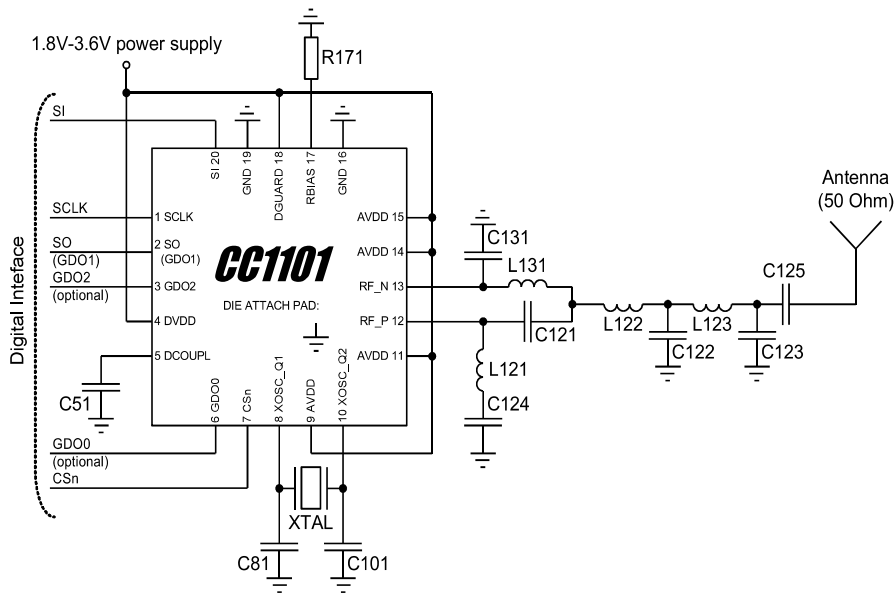 1.8V-3.6V power supply
R171
SI
SI 20
GND 19
DGUARD 18
RBIAS 17
GND 16
Antenna
(50 Ohm)
SCLK
1 SCLK
AVDD 15
SO
(GDO1)
2 SO
(GDO1)
CC1101
AVDD 14
C131
L131
C125
GDO2
(optional)
3 GDO2
RF_N 13
DIE ATTACH PAD:
4 DVDD
RF_P 12
C121
L122
L123
Digital Inteface
5 DCOUPL
AVDD 11
C122
C123
L121
C51
6 GDO0
7 CSn
8 XOSC_Q1
9 AVDD
10 XOSC_Q2
C124
GDO0
(optional)
CSn
XTAL
C81
C101